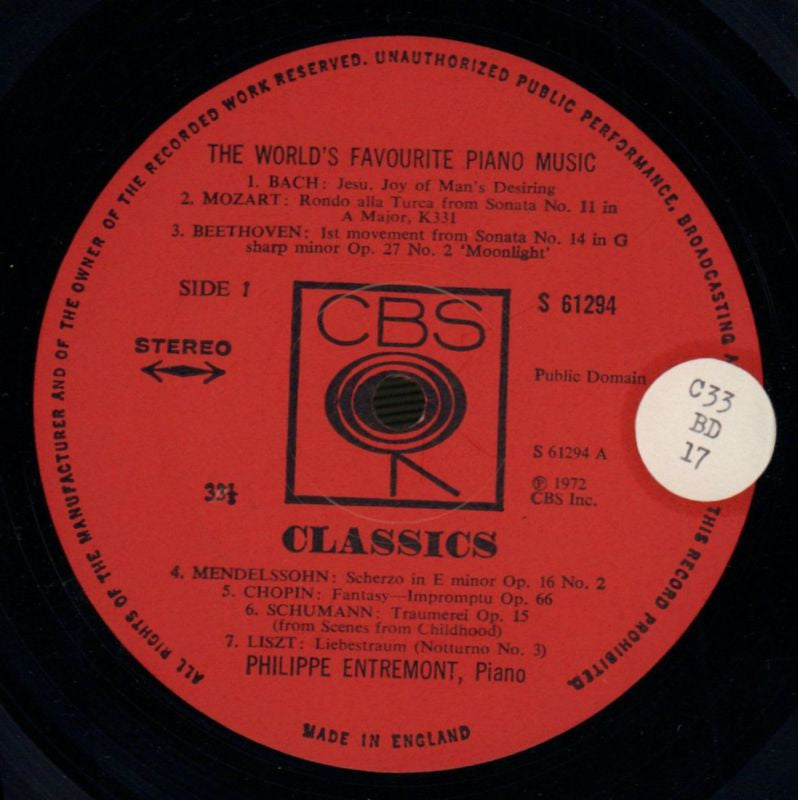 ALL RIGHTS OF THE MANUFACTURER AND OF THE OWNER OF THE RECORDED WORK RESERVED. UNAUTHORIZED PUBLIC PERFORMANCE, BROADCASTING A THIS RECORD PROHIBITED.
THE WORLD'S FAVOURITE PIANO MUSIC
1. BACH: Jesu, Joy of Man's Desiring
2. MOZART: Rondo alla Turca from Sonata No. 11 in
A Major, K331
3. BEETHOVEN: 1st movement from Sonata No. 14 in G
sharp minor Op. 27 No. 2 'Moonlight'
SIDE 1
S 61294
CBS
STEREO
Public Domain
C33
BD
17
S 61294 A
33⅓
℗ 1972
CBS Inc.
CLASSICS
4. MENDELSSOHN: Scherzo in E minor Op. 16 No. 2
5. CHOPIN: Fantasy—Impromptu Op. 66
6. SCHUMANN: Traumerei Op. 15
(from Scenes from Childhood)
7. LISZT: Liebestraum (Notturno No. 3)
PHILIPPE ENTREMONT, Piano
MADE IN ENGLAND